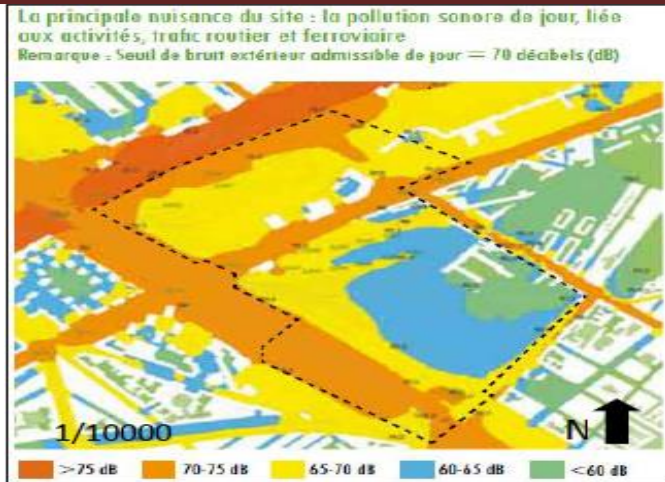 La principale nuisance du site : la pollution sonore de jour, liée
aux activités, trafic routier et ferroviaire
Remarque : Seuil de bruit extérieur admissible de jour = 70 décibels (dB)
1/10000
N
>75 dB 70-75 dB 65-70 dB 60-65 dB <60 dB